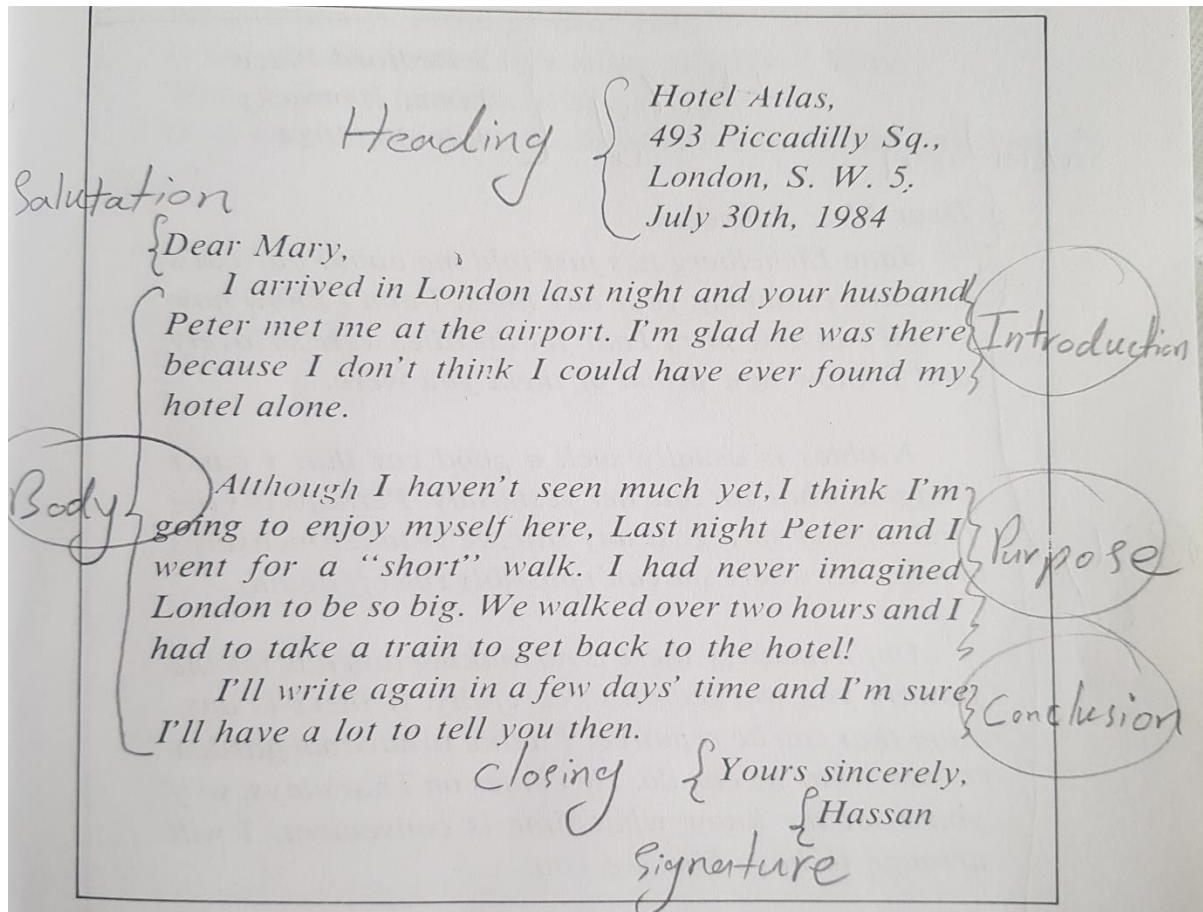 Heading
Hotel Atlas,
493 Piccadilly Sq.,
London, S. W. 5.
July 30th, 1984
Salutation
Dear Mary,
I arrived in London last night and your husband
Peter met me at the airport. I'm glad he was there
because I don't think I could have ever found my
hotel alone.
Introduction
Body
Although I haven't seen much yet, I think I'm
going to enjoy myself here, Last night Peter and I
went for a “short” walk. I had never imagined
London to be so big. We walked over two hours and I
had to take a train to get back to the hotel!
Purpose
I'll write again in a few days' time and I'm sure
I'll have a lot to tell you then.
Conclusion
Closing
Yours sincerely,
Hassan
Signature